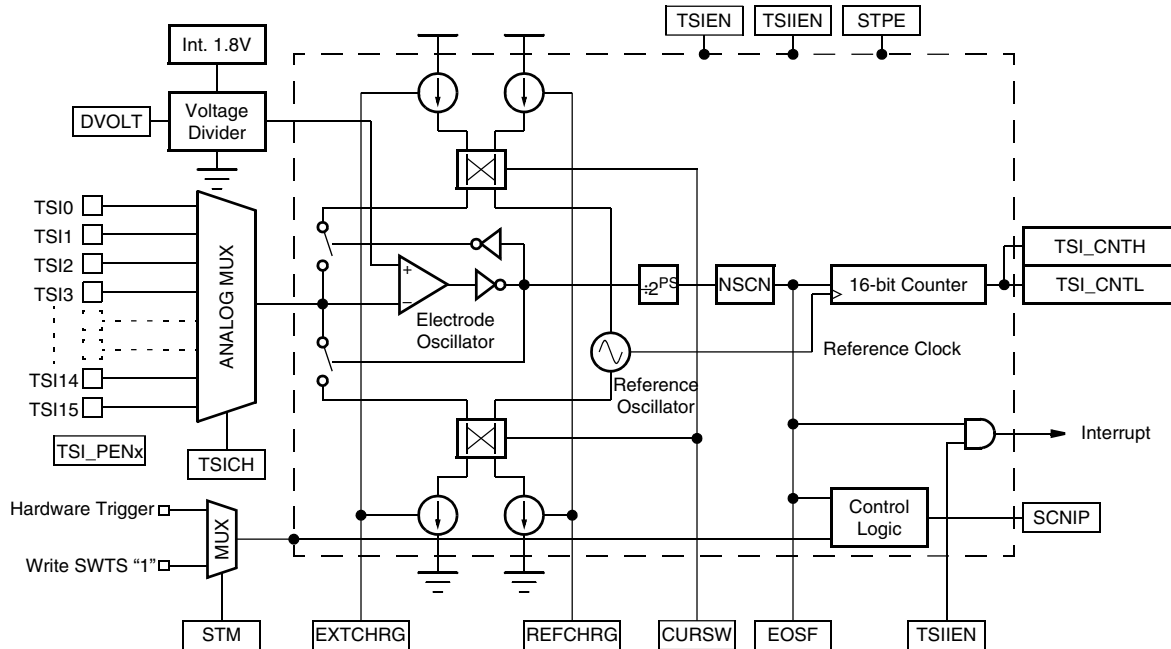 TSIEN
TSIIEN
STPE
Int. 1.8V
DVOLT
Voltage
Divider
TSI0
TSI1
TSI2
TSI3
TSI14
TSI15
ANALOG MUX
TSI_PENx
TSICH
+
−
Electrode
Oscillator
÷2PS
NSCN
16-bit Counter
TSI_CNTH
TSI_CNTL
Reference Clock
Reference
Oscillator
Interrupt
Hardware Trigger
Write SWTS “1”
MUX
Control
Logic
SCNIP
STM
EXTCHRG
REFCHRG
CURSW
EOSF
TSIIEN